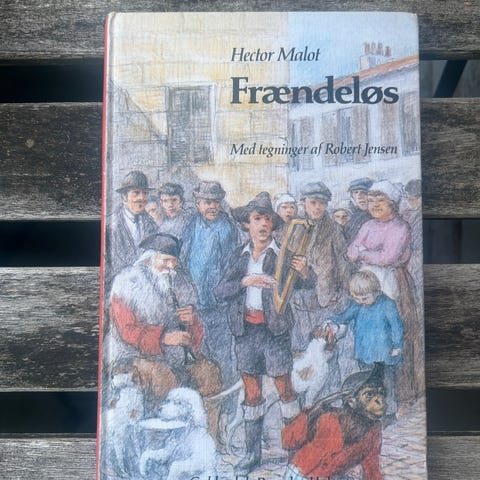 Hector Malot
Frændeløs
Med tegninger af Robert Jensen